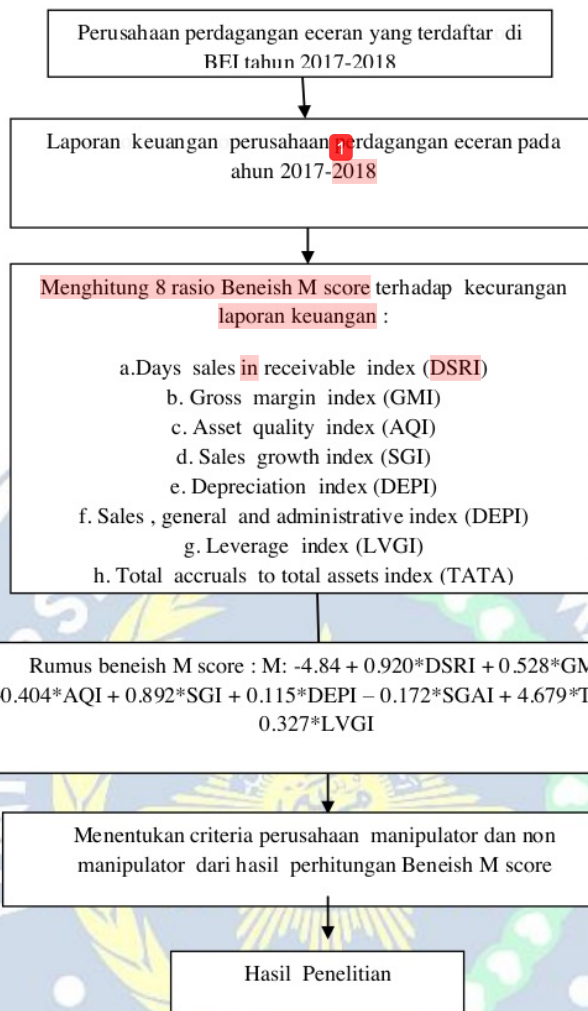 Perusahaan perdagangan eceran yang terdaftar di
BEI tahun 2017-2018
Laporan keuangan perusahaan perdagangan eceran pada
1
ahun 2017-2018
Menghitung 8 rasio Beneish M score terhadap kecurangan
laporan keuangan :
a.Days sales in receivable index (DSRI)
b. Gross margin index (GMI)
c. Asset quality index (AQI)
d. Sales growth index (SGI)
e. Depreciation index (DEPI)
f. Sales , general and administrative index (DEPI)
g. Leverage index (LVGI)
h. Total accruals to total assets index (TATA)
Rumus beneish M score : M: -4.84 + 0.920*DSRI + 0.528*GM
0.404*AQI + 0.892*SGI + 0.115*DEPI – 0.172*SGAI + 4.679*T
0.327*LVGI
Menentukan criteria perusahaan manipulator dan non
manipulator dari hasil perhitungan Beneish M score
Hasil Penelitian